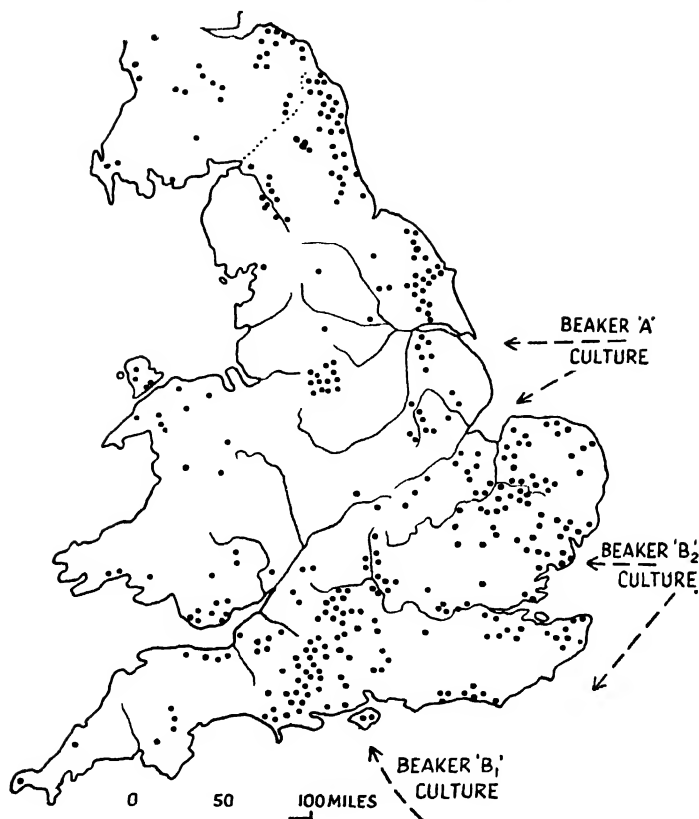 BEAKER 'A'
CULTURE
BEAKER 'B₂'
CULTURE
BEAKER 'B₁'
CULTURE
0 50 100 MILES